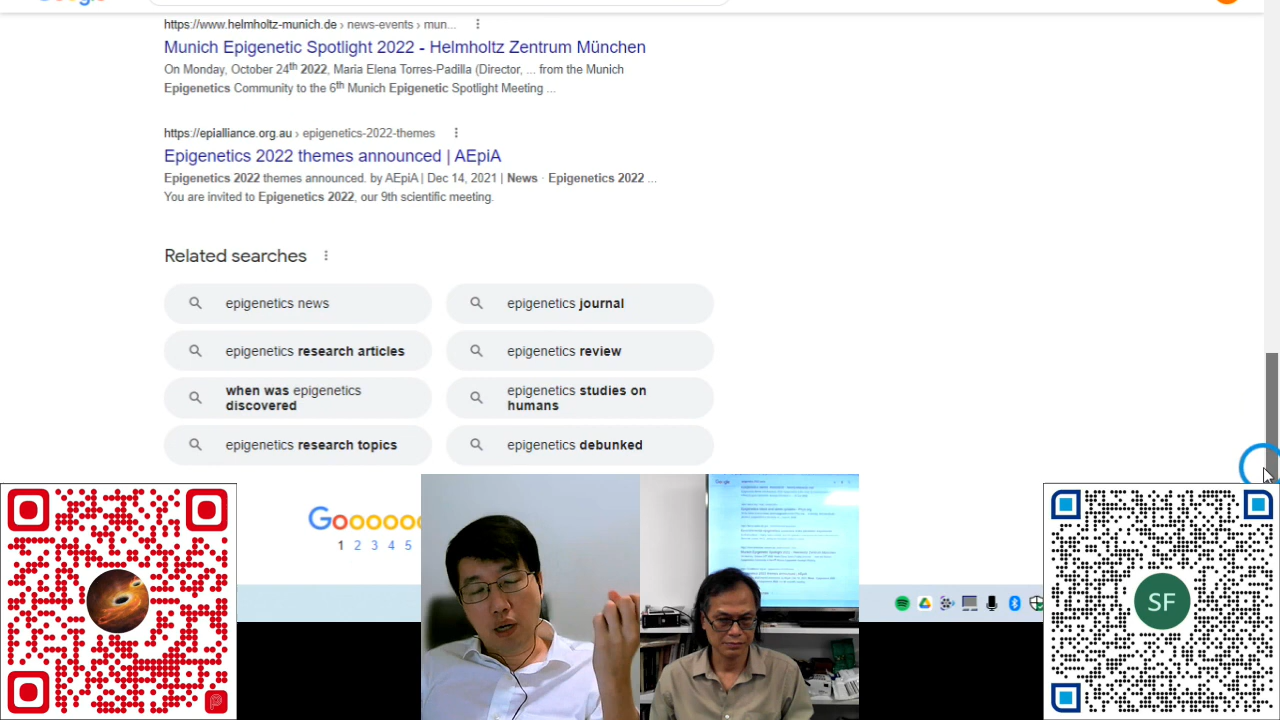 https://www.helmholtz-munich.de › news-events › mun...
Munich Epigenetic Spotlight 2022 - Helmholtz Zentrum München
On Monday, October 24th 2022, Maria Elena Torres-Padilla (Director, ... from the Munich
Epigenetics Community to the 6th Munich Epigenetic Spotlight Meeting ...
https://epialliance.org.au › epigenetics-2022-themes
Epigenetics 2022 themes announced | AEpiA
Epigenetics 2022 themes announced. by AEpiA | Dec 14, 2021 | News · Epigenetics 2022 ...
You are invited to Epigenetics 2022, our 9th scientific meeting.
Related searches
epigenetics news
epigenetics journal
epigenetics research articles
epigenetics review
when was epigenetics
discovered
epigenetics studies on
humans
epigenetics research topics
epigenetics debunked
Goooooo
2 3 4 5
SF